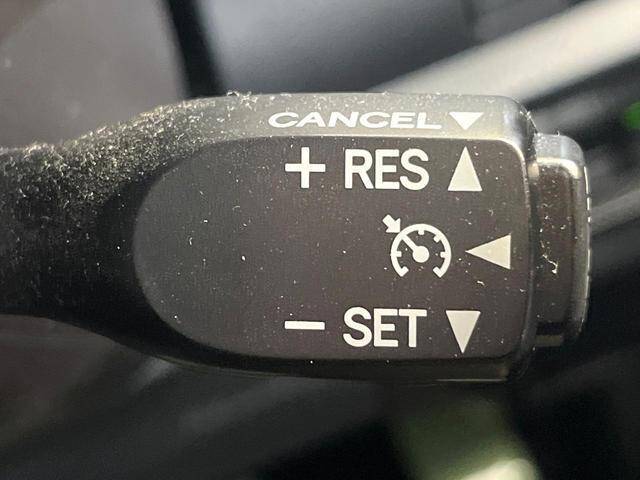 CANCEL ▼
+ RES ▲
◀
− SET ▼